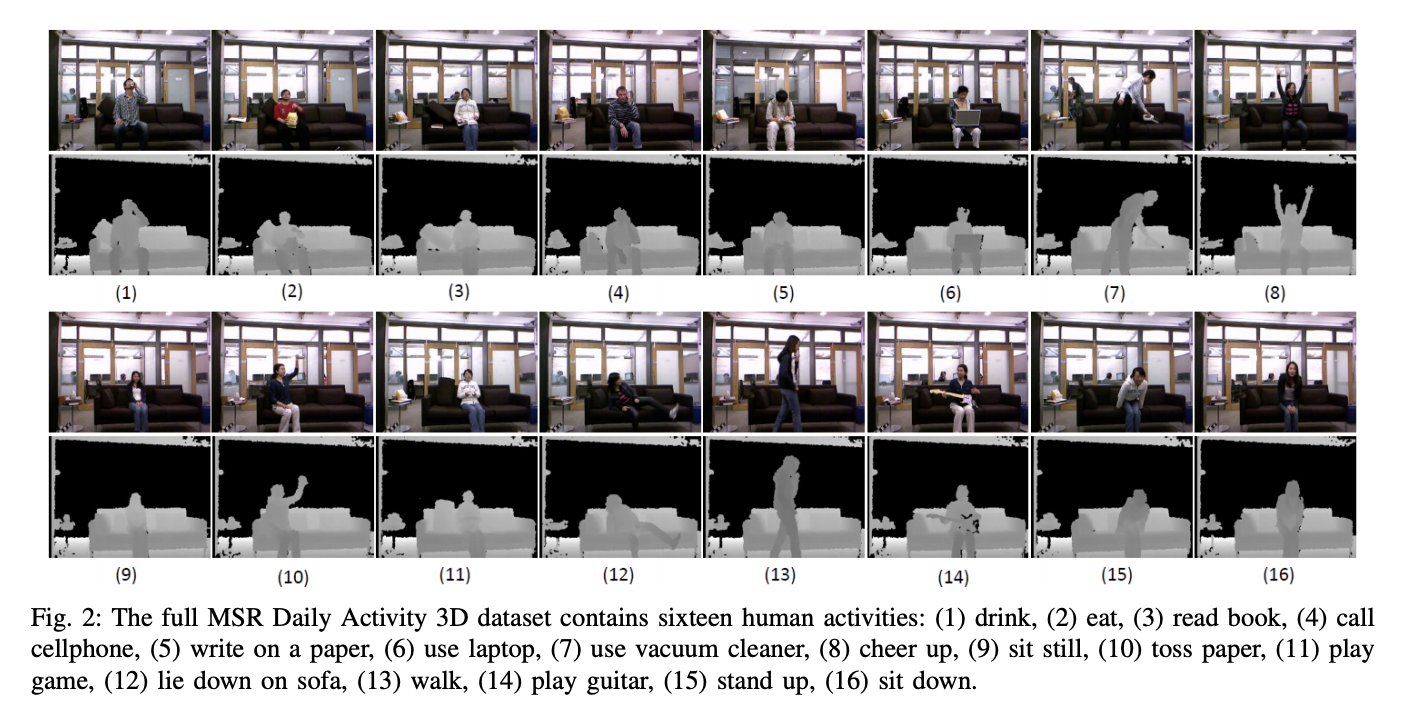 (1) (2) (3) (4) (5) (6) (7) (8)
(9) (10) (11) (12) (13) (14) (15) (16)
Fig. 2: The full MSR Daily Activity 3D dataset contains sixteen human activities: (1) drink, (2) eat, (3) read book, (4) call
cellphone, (5) write on a paper, (6) use laptop, (7) use vacuum cleaner, (8) cheer up, (9) sit still, (10) toss paper, (11) play
game, (12) lie down on sofa, (13) walk, (14) play guitar, (15) stand up, (16) sit down.